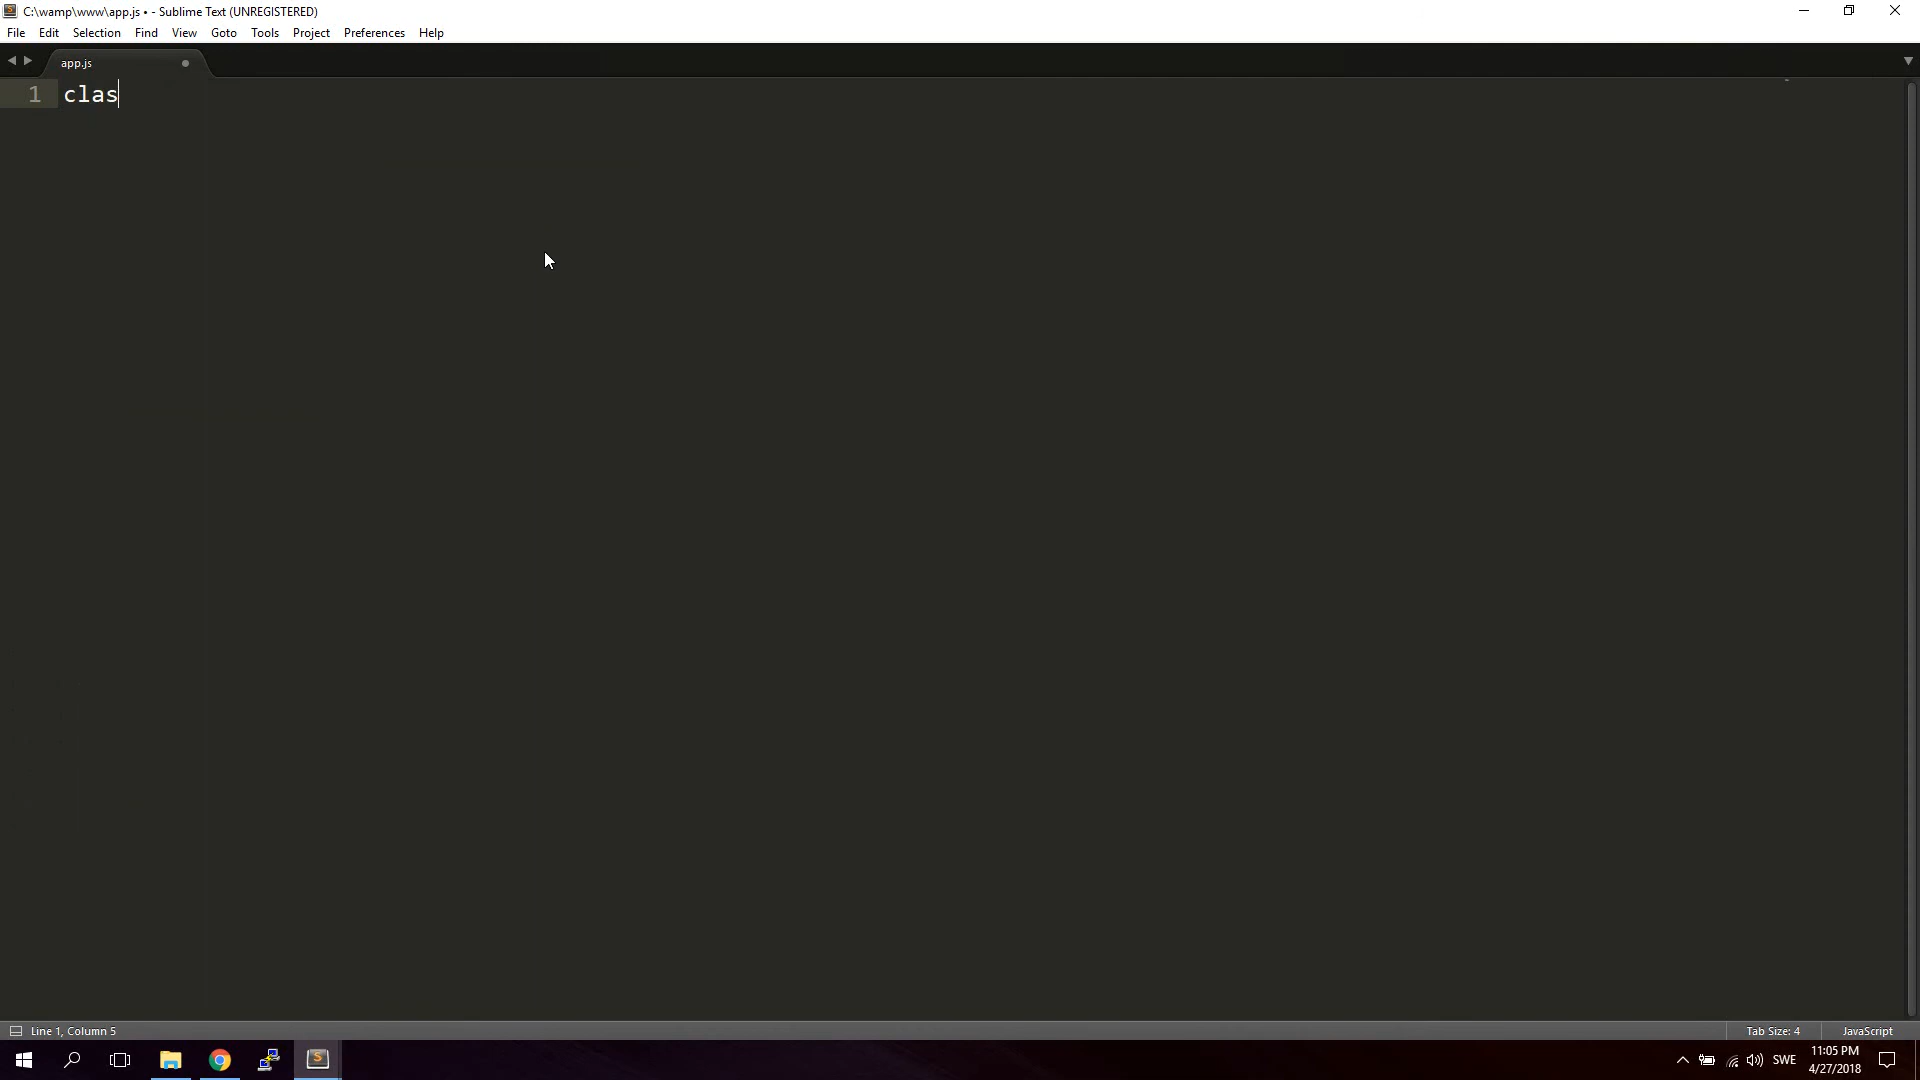 C:\wamp\www\app.js • - Sublime Text (UNREGISTERED)
File Edit Selection Find View Goto Tools Project Preferences Help
app.js
1 clas
Line 1, Column 5 Tab Size: 4 JavaScript
SWE 11:05 PM
4/27/2018